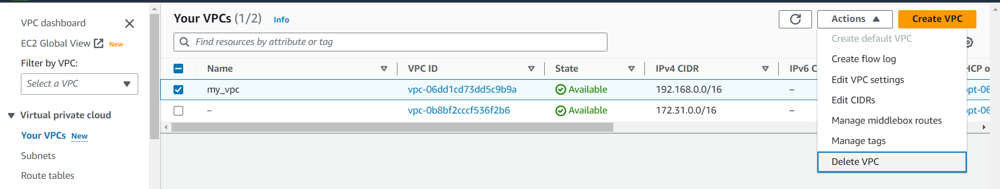 VPC dashboard
EC2 Global View New
Filter by VPC:
Select a VPC
Virtual private cloud
Your VPCs New
Subnets
Route tables
Your VPCs (1/2) Info
Actions
Create VPC
Find resources by attribute or tag
Name VPC ID State IPv4 CIDR IPv6 C HCP o
my_vpc vpc-06dd1cd73dd5c9b9a Available 192.168.0.0/16 – opt-06
– vpc-0b8bf2cccf536f2b6 Available 172.31.0.0/16 – opt-06
Create default VPC
Create flow log
Edit VPC settings
Edit CIDRs
Manage middlebox routes
Manage tags
Delete VPC